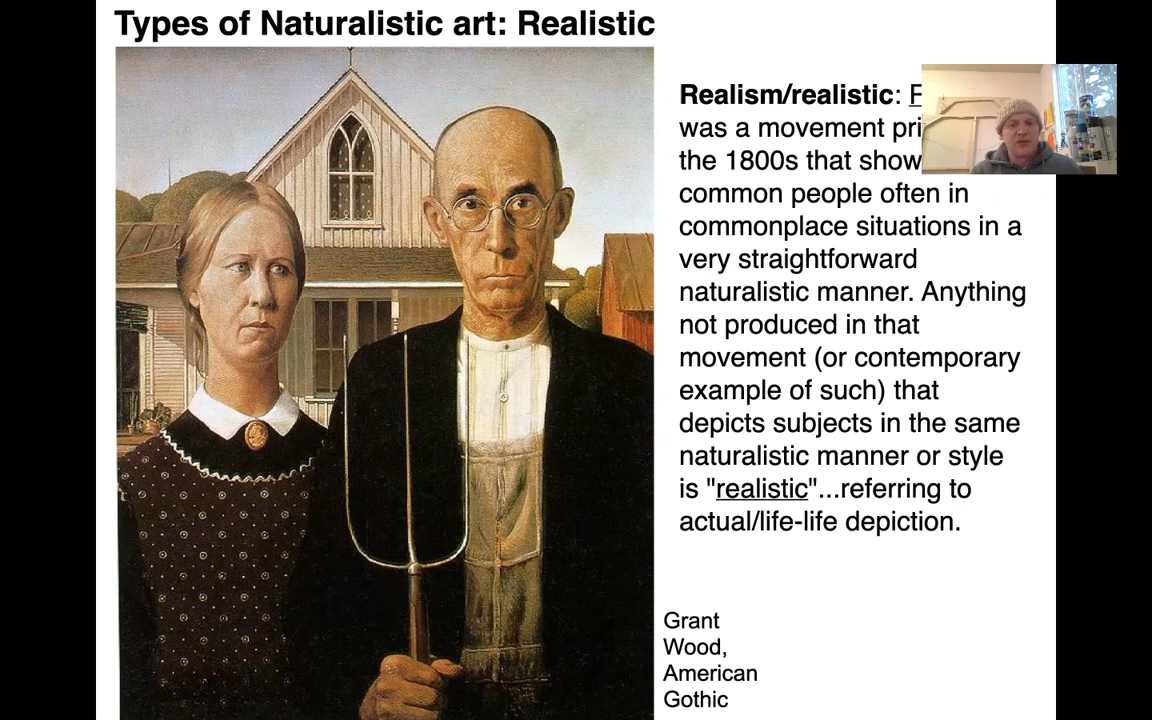 Types of Naturalistic art: Realistic
Realism/realistic:
was a movement
the 1800s that
common people often in
commonplace situations in a
very straightforward
naturalistic manner. Anything
not produced in that
movement (or contemporary
example of such) that
depicts subjects in the same
naturalistic manner or style
is "realistic"...referring to
actual/life-life depiction.
Grant
Wood,
American
Gothic